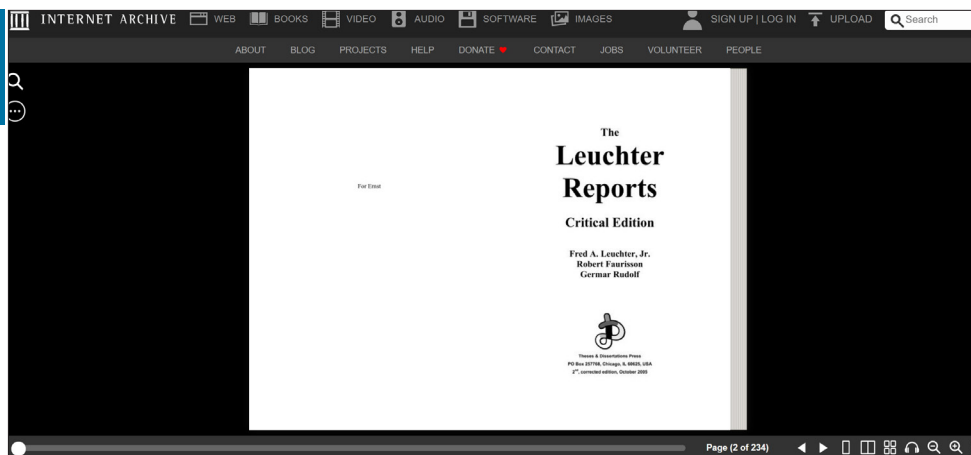 INTERNET ARCHIVE WEB BOOKS VIDEO AUDIO SOFTWARE IMAGES SIGN UP | LOG IN UPLOAD Search
ABOUT BLOG PROJECTS HELP DONATE CONTACT JOBS VOLUNTEER PEOPLE
For Ernst
The
Leuchter
Reports
Critical Edition
Fred A. Leuchter, Jr.
Robert Faurisson
Germar Rudolf
Theses & Dissertations Press
PO Box 257768, Chicago, IL 60625, USA
2nd, corrected edition, October 2005
Page (2 of 234)